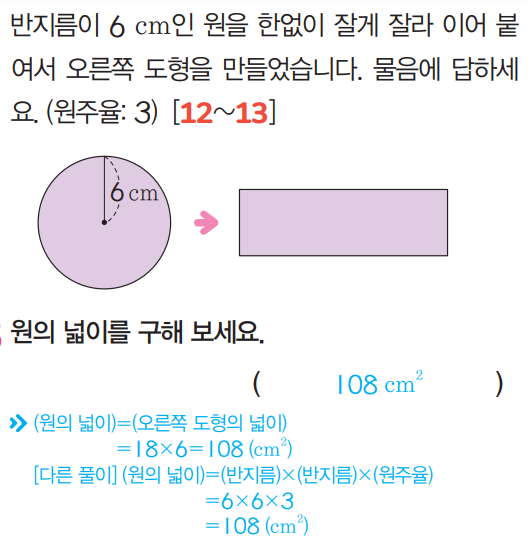 반지름이 6 cm인 원을 한없이 잘게 잘라 이어 붙
여서 오른쪽 도형을 만들었습니다. 물음에 답하세
요. (원주율: 3) [12~13]
6 cm
원의 넓이를 구해 보세요.
( 108 cm² )
(원의 넓이)=(오른쪽 도형의 넓이)
=18×6=108 (cm²)
[다른 풀이] (원의 넓이)=(반지름)×(반지름)×(원주율)
=6×6×3
=108 (cm²)